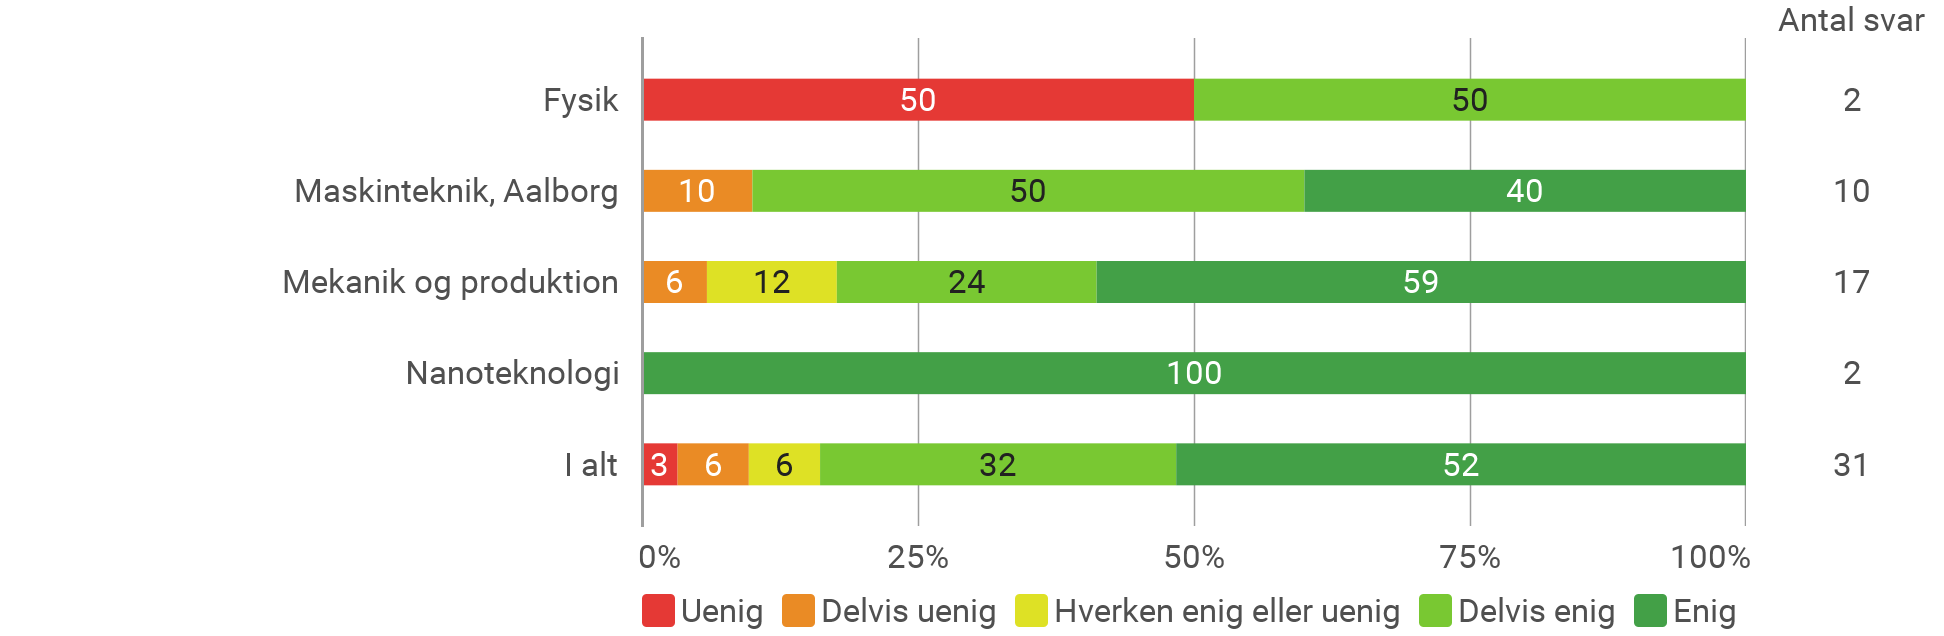 Antal svar
Fysik 50 50 2
Maskinteknik, Aalborg 10 50 40 10
Mekanik og produktion 6 12 24 59 17
Nanoteknologi 100 2
I alt 3 6 6 32 52 31
0% 25% 50% 75% 100%
Uenig Delvis uenig Hverken enig eller uenig Delvis enig Enig